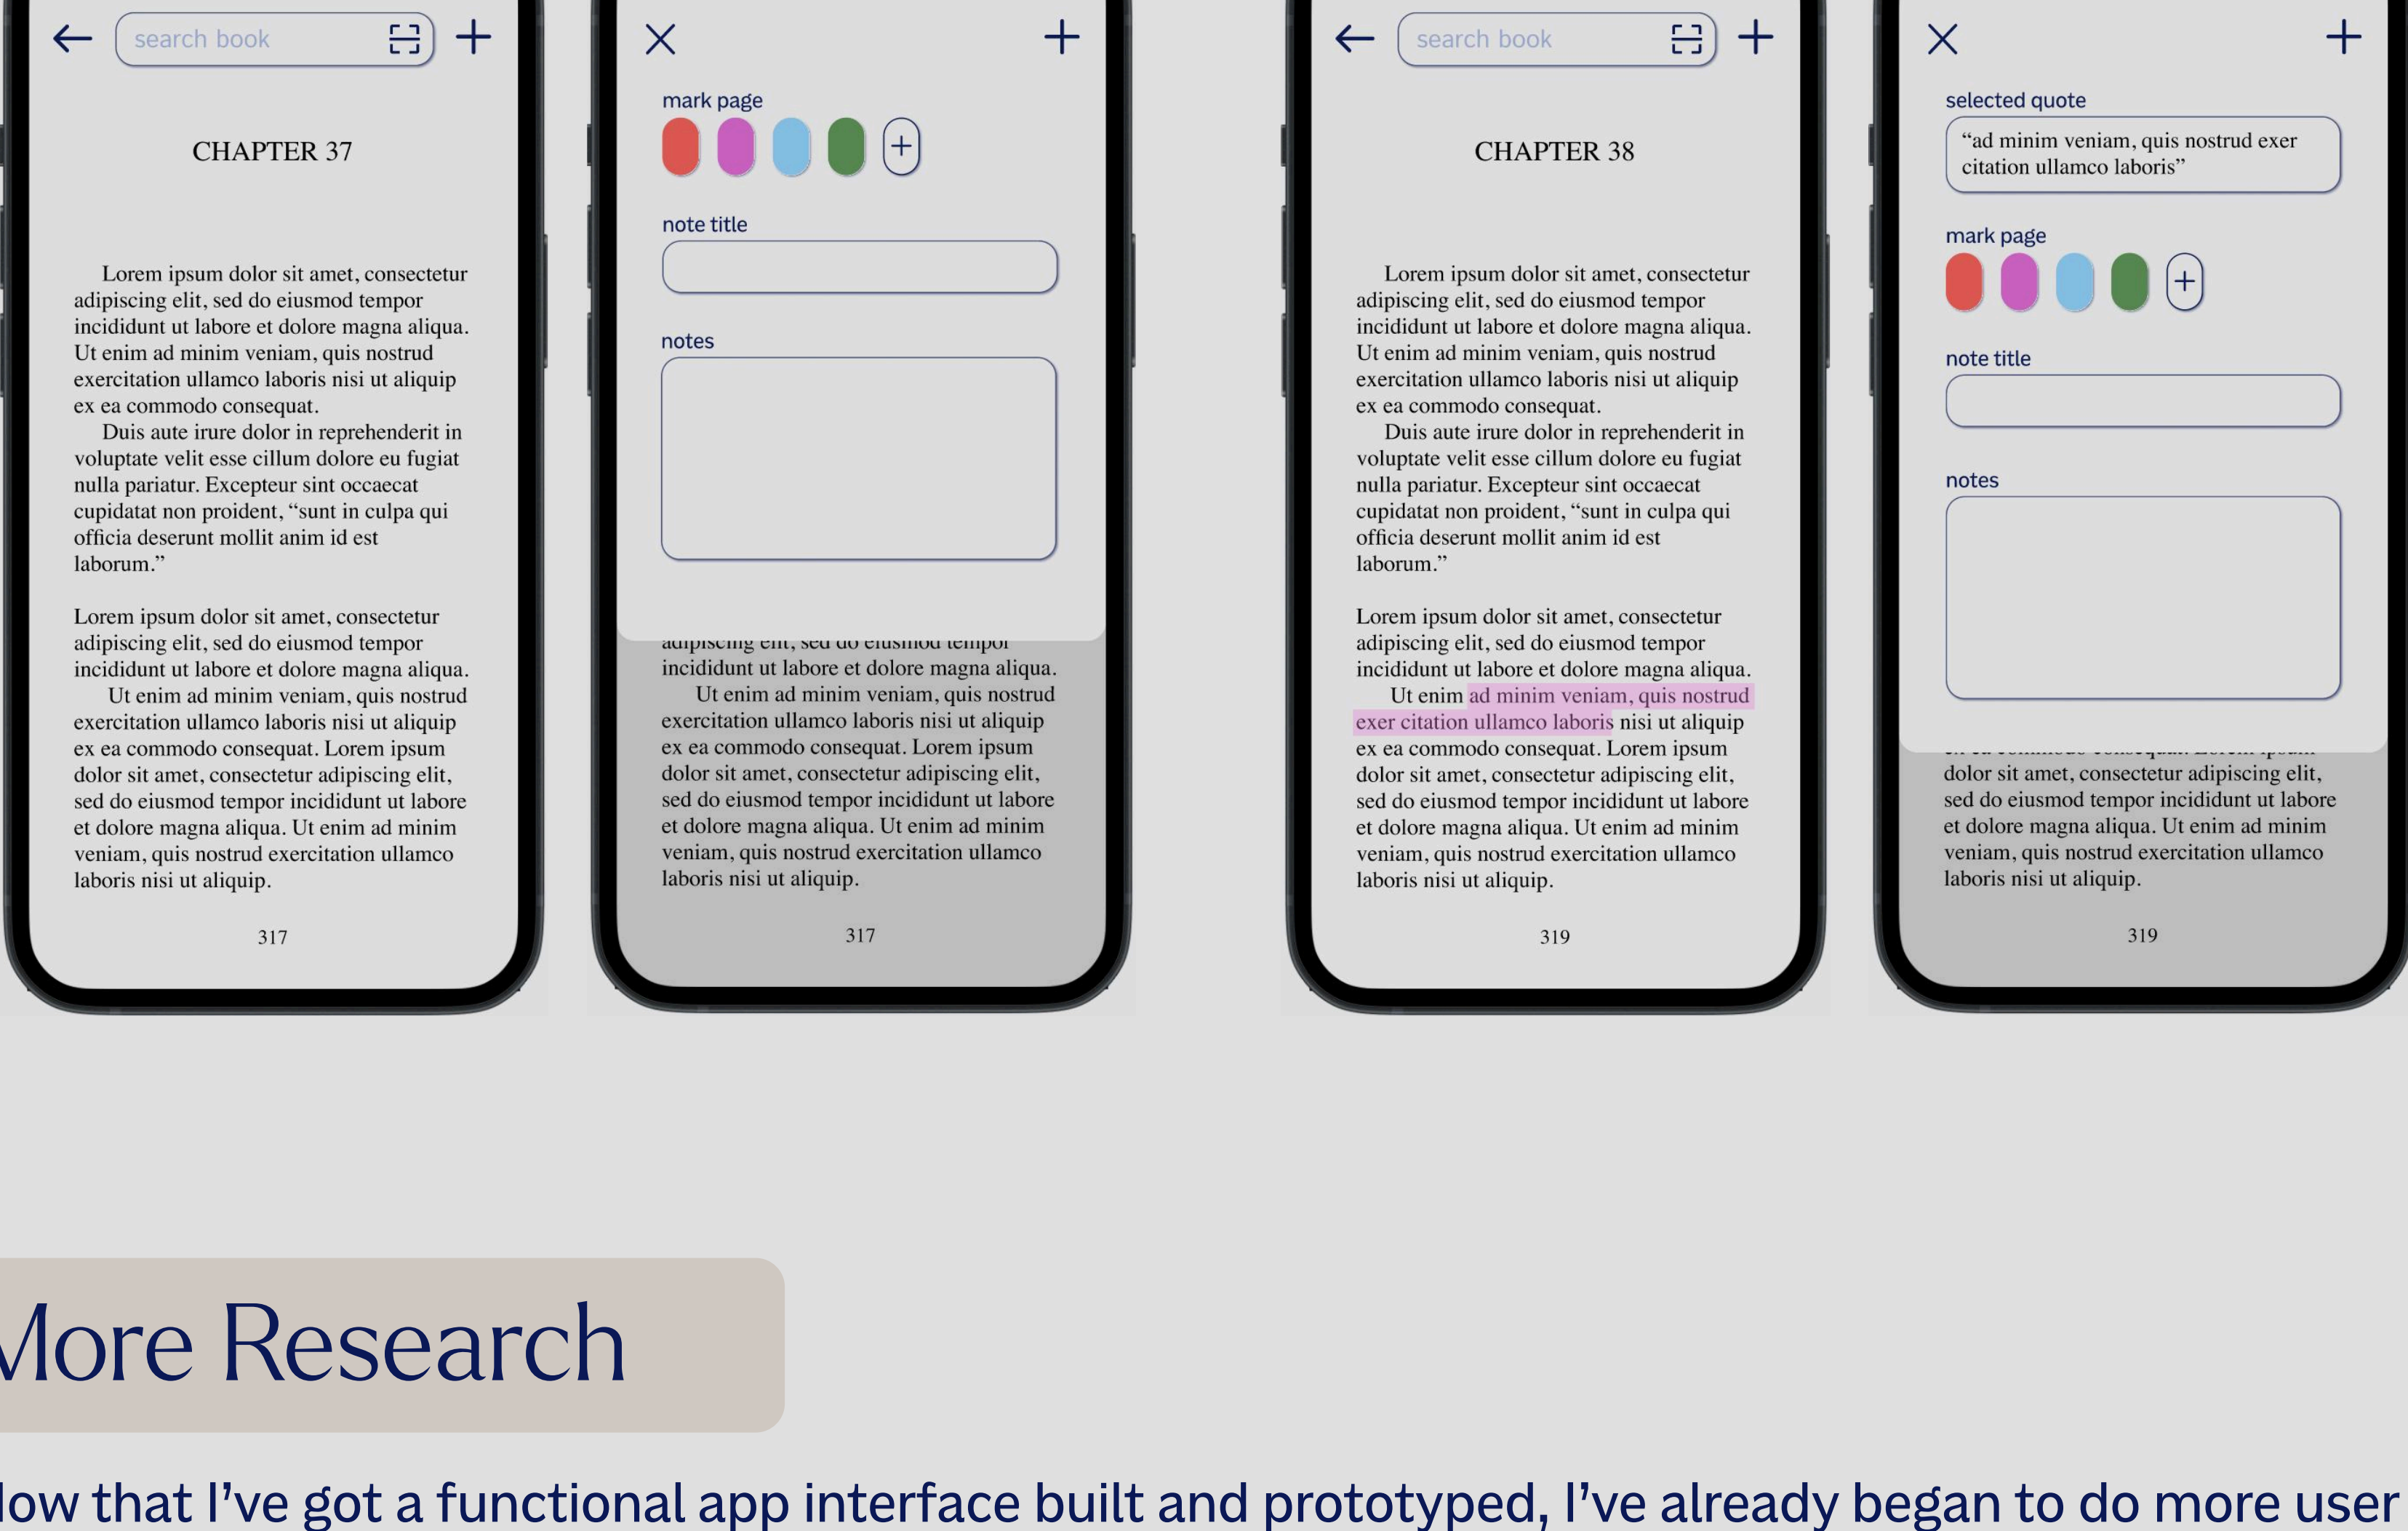 search book
CHAPTER 37
Lorem ipsum dolor sit amet, consectetur
adipiscing elit, sed do eiusmod tempor
incididunt ut labore et dolore magna aliqua.
Ut enim ad minim veniam, quis nostrud
exercitation ullamco laboris nisi ut aliquip
ex ea commodo consequat.
Duis aute irure dolor in reprehenderit in
voluptate velit esse cillum dolore eu fugiat
nulla pariatur. Excepteur sint occaecat
cupidatat non proident, “sunt in culpa qui
officia deserunt mollit anim id est
laborum.”
Lorem ipsum dolor sit amet, consectetur
adipiscing elit, sed do eiusmod tempor
incididunt ut labore et dolore magna aliqua.
Ut enim ad minim veniam, quis nostrud
exercitation ullamco laboris nisi ut aliquip
ex ea commodo consequat. Lorem ipsum
dolor sit amet, consectetur adipiscing elit,
sed do eiusmod tempor incididunt ut labore
et dolore magna aliqua. Ut enim ad minim
veniam, quis nostrud exercitation ullamco
laboris nisi ut aliquip.
317
mark page
note title
notes
adipiscing elit, sed do eiusmod tempor
incididunt ut labore et dolore magna aliqua.
Ut enim ad minim veniam, quis nostrud
exercitation ullamco laboris nisi ut aliquip
ex ea commodo consequat. Lorem ipsum
dolor sit amet, consectetur adipiscing elit,
sed do eiusmod tempor incididunt ut labore
et dolore magna aliqua. Ut enim ad minim
veniam, quis nostrud exercitation ullamco
laboris nisi ut aliquip.
317
search book
CHAPTER 38
Lorem ipsum dolor sit amet, consectetur
adipiscing elit, sed do eiusmod tempor
incididunt ut labore et dolore magna aliqua.
Ut enim ad minim veniam, quis nostrud
exercitation ullamco laboris nisi ut aliquip
ex ea commodo consequat.
Duis aute irure dolor in reprehenderit in
voluptate velit esse cillum dolore eu fugiat
nulla pariatur. Excepteur sint occaecat
cupidatat non proident, “sunt in culpa qui
officia deserunt mollit anim id est
laborum.”
Lorem ipsum dolor sit amet, consectetur
adipiscing elit, sed do eiusmod tempor
incididunt ut labore et dolore magna aliqua.
Ut enim ad minim veniam, quis nostrud
exer citation ullamco laboris nisi ut aliquip
ex ea commodo consequat. Lorem ipsum
dolor sit amet, consectetur adipiscing elit,
sed do eiusmod tempor incididunt ut labore
et dolore magna aliqua. Ut enim ad minim
veniam, quis nostrud exercitation ullamco
laboris nisi ut aliquip.
319
selected quote
“ad minim veniam, quis nostrud exer
citation ullamco laboris”
mark page
note title
notes
dolor sit amet, consectetur adipiscing elit,
sed do eiusmod tempor incididunt ut labore
et dolore magna aliqua. Ut enim ad minim
veniam, quis nostrud exercitation ullamco
laboris nisi ut aliquip.
319
More Research
that I’ve got a functional app interface built and prototyped, I’ve already began to do more user